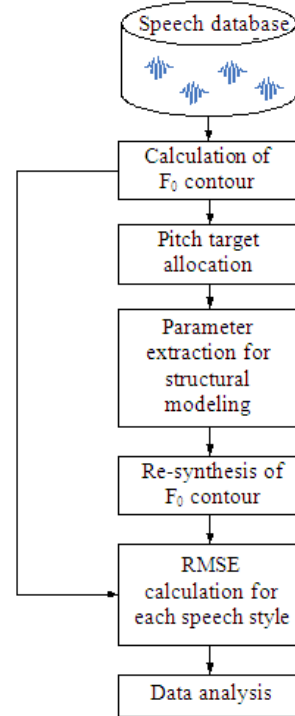 Speech database
Calculation of
F₀ contour
Pitch target
allocation
Parameter
extraction for
structural
modeling
Re-synthesis of
F₀ contour
RMSE
calculation for
each speech style
Data analysis